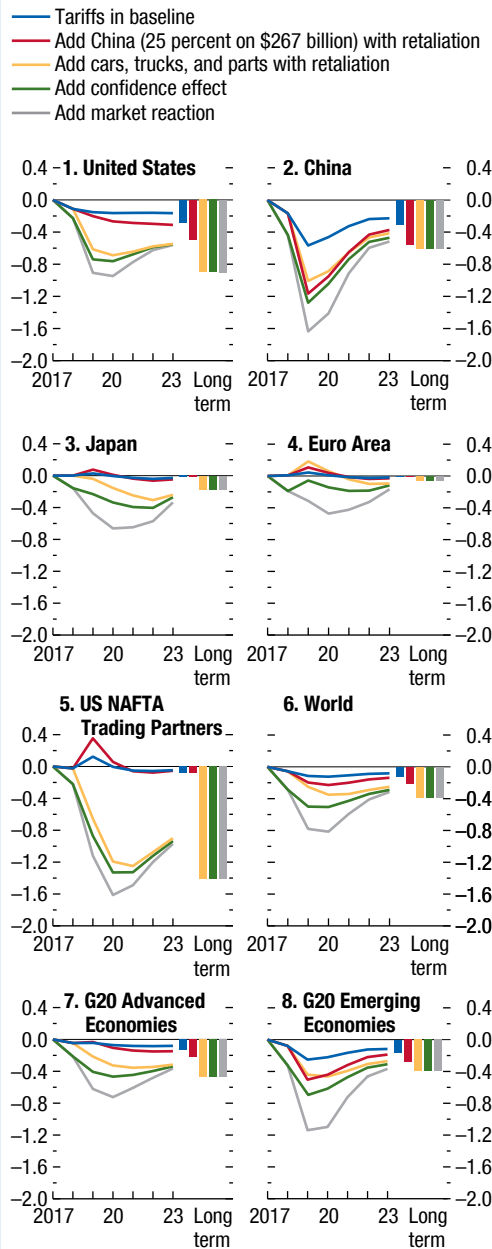 Tariffs in baseline
Add China (25 percent on $267 billion) with retaliation
Add cars, trucks, and parts with retaliation
Add confidence effect
Add market reaction
1. United States
2. China
0.4
0.0
–0.4
–0.8
–1.2
–1.6
–2.0
0.4
0.0
–0.4
–0.8
–1.2
–1.6
–2.0
2017 20 23 Long
term
2017 20 23 Long
term
3. Japan
4. Euro Area
0.4
0.0
–0.4
–0.8
–1.2
–1.6
–2.0
0.4
0.0
–0.4
–0.8
–1.2
–1.6
–2.0
2017 20 23 Long
term
2017 20 23 Long
term
5. US NAFTA
Trading Partners
6. World
0.4
0.0
–0.4
–0.8
–1.2
–1.6
–2.0
0.4
0.0
–0.4
–0.8
–1.2
–1.6
–2.0
2017 20 23 Long
term
2017 20 23 Long
term
7. G20 Advanced
Economies
8. G20 Emerging
Economies
0.4
0.0
–0.4
–0.8
–1.2
–1.6
–2.0
0.4
0.0
–0.4
–0.8
–1.2
–1.6
–2.0
2017 20 23 Long
term
2017 20 23 Long
term